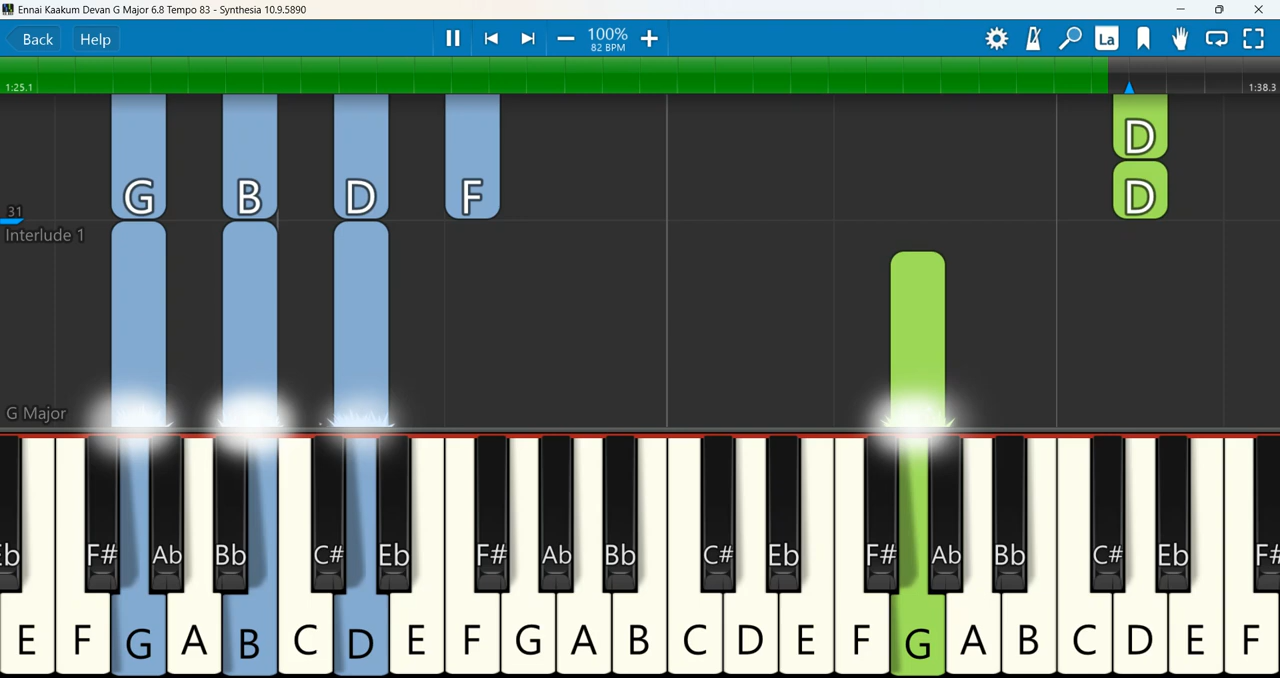 Ennai Kaakum Devan G Major 6.8 Tempo 83 - Synthesia 10.9.5890
Back Help 100% La
82 BPM
1:25.1 1:38.3
D
G B D F D
31
Interlude 1
G Major
Eb F# Ab Bb C# Eb F# Ab Bb C# Eb F# Ab Bb C# Eb F#
E F G A B C D E F G A B C D E F G A B C D E F